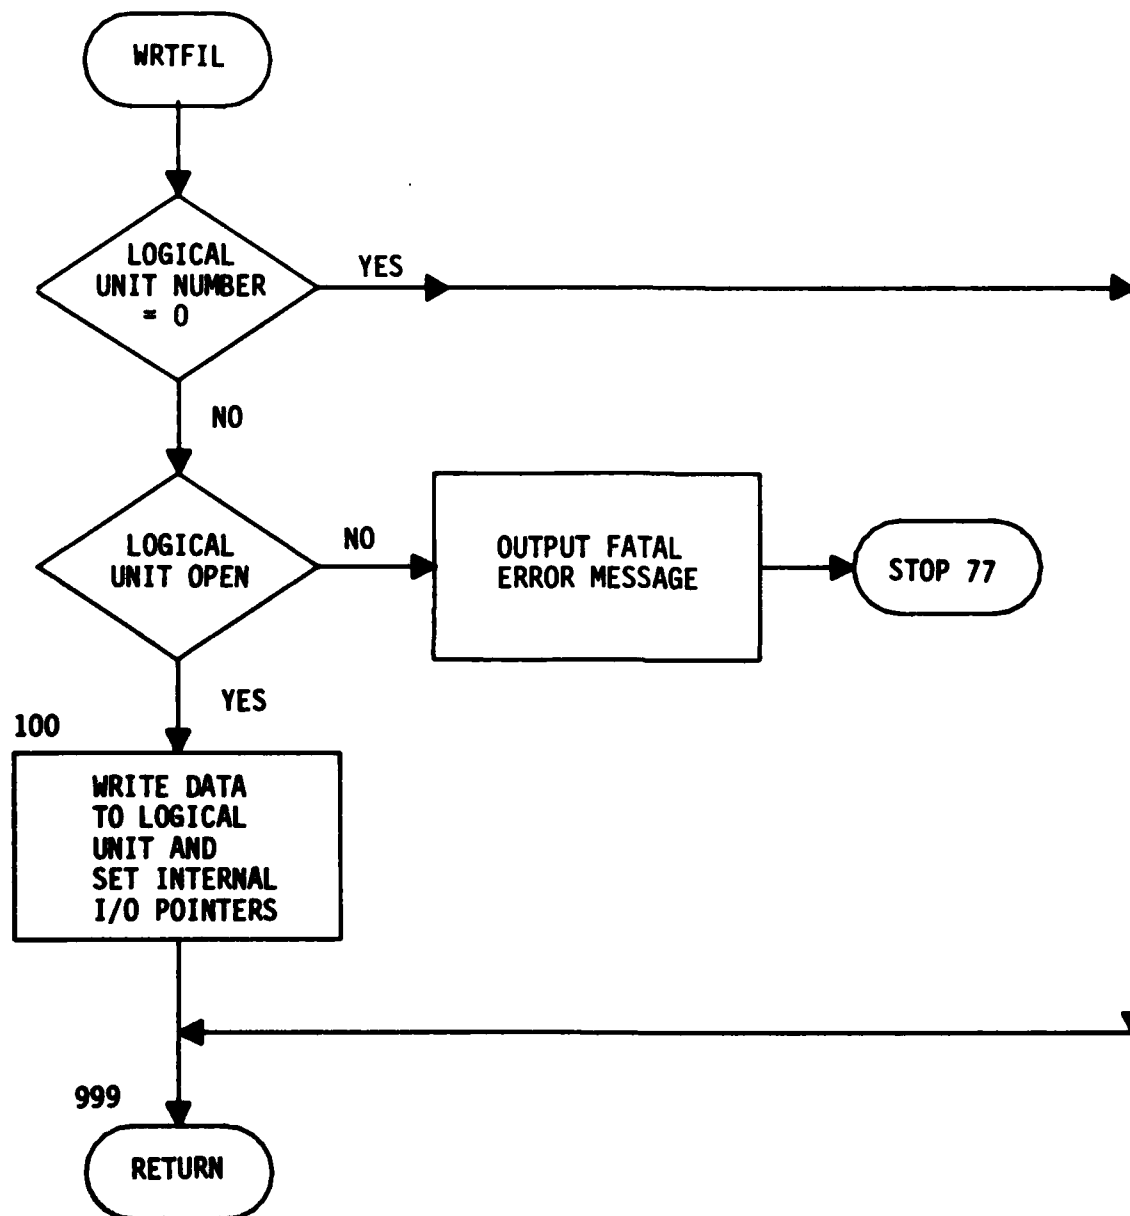 WRTFIL
LOGICAL
UNIT NUMBER
= 0
YES
NO
LOGICAL
UNIT OPEN
NO
OUTPUT FATAL
ERROR MESSAGE
STOP 77
YES
100
WRITE DATA
TO LOGICAL
UNIT AND
SET INTERNAL
I/O POINTERS
999
RETURN